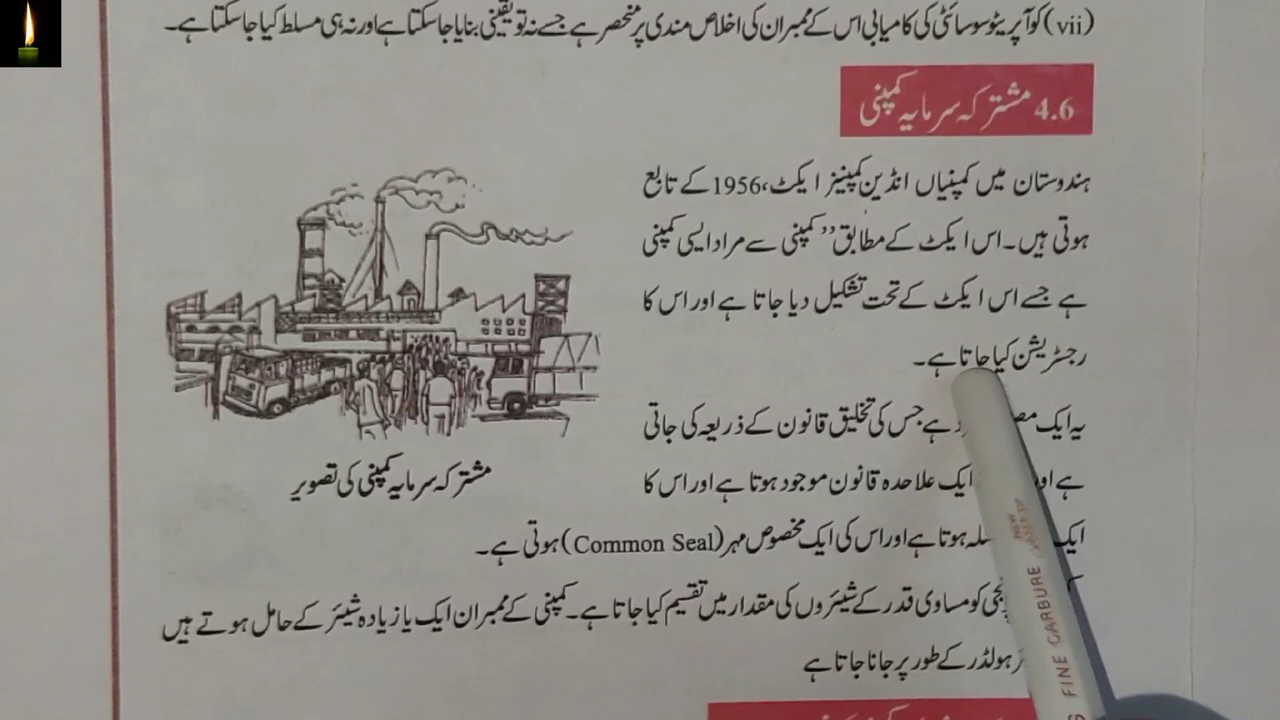 (vii) کوآپریٹو سوسائٹی کی کامیابی اس کے ممبران کی اخلاص مندی پر منحصر ہے جسے نہ تو یقینی بنایا جاسکتا ہے اور نہ ہی مسلط کیا جاسکتا ہے۔
4.6 مشترکہ سرمایہ کمپنی
ہندوستان میں کمپنیاں انڈین کمپنیز ایکٹ، 1956 کے تابع
ہوتی ہیں۔ اس ایکٹ کے مطابق ’’کمپنی سے مراد ایسی کمپنی
ہے جسے اس ایکٹ کے تحت تشکیل دیا جاتا ہے اور اس کا
رجسٹریشن کیا جاتا ہے۔
یہ ایک ہے جس کی تخلیق قانون کے ذریعہ کی جاتی
ہے ایک علاحدہ قانون موجود ہوتا ہے اور اس کا
ایک ہوتا ہے اور اس کی ایک مخصوص مہر (Common Seal) ہوتی ہے۔
کو مساوی قدر کے شیئروں کی مقدار میں تقسیم کیا جاتا ہے۔ کمپنی کے ممبران ایک یا زیادہ شیئر کے حامل ہوتے ہیں
ہولڈر کے طور پر جانا جاتا ہے
مشترکہ سرمایہ کمپنی کی تصویر
FINE CARBURE